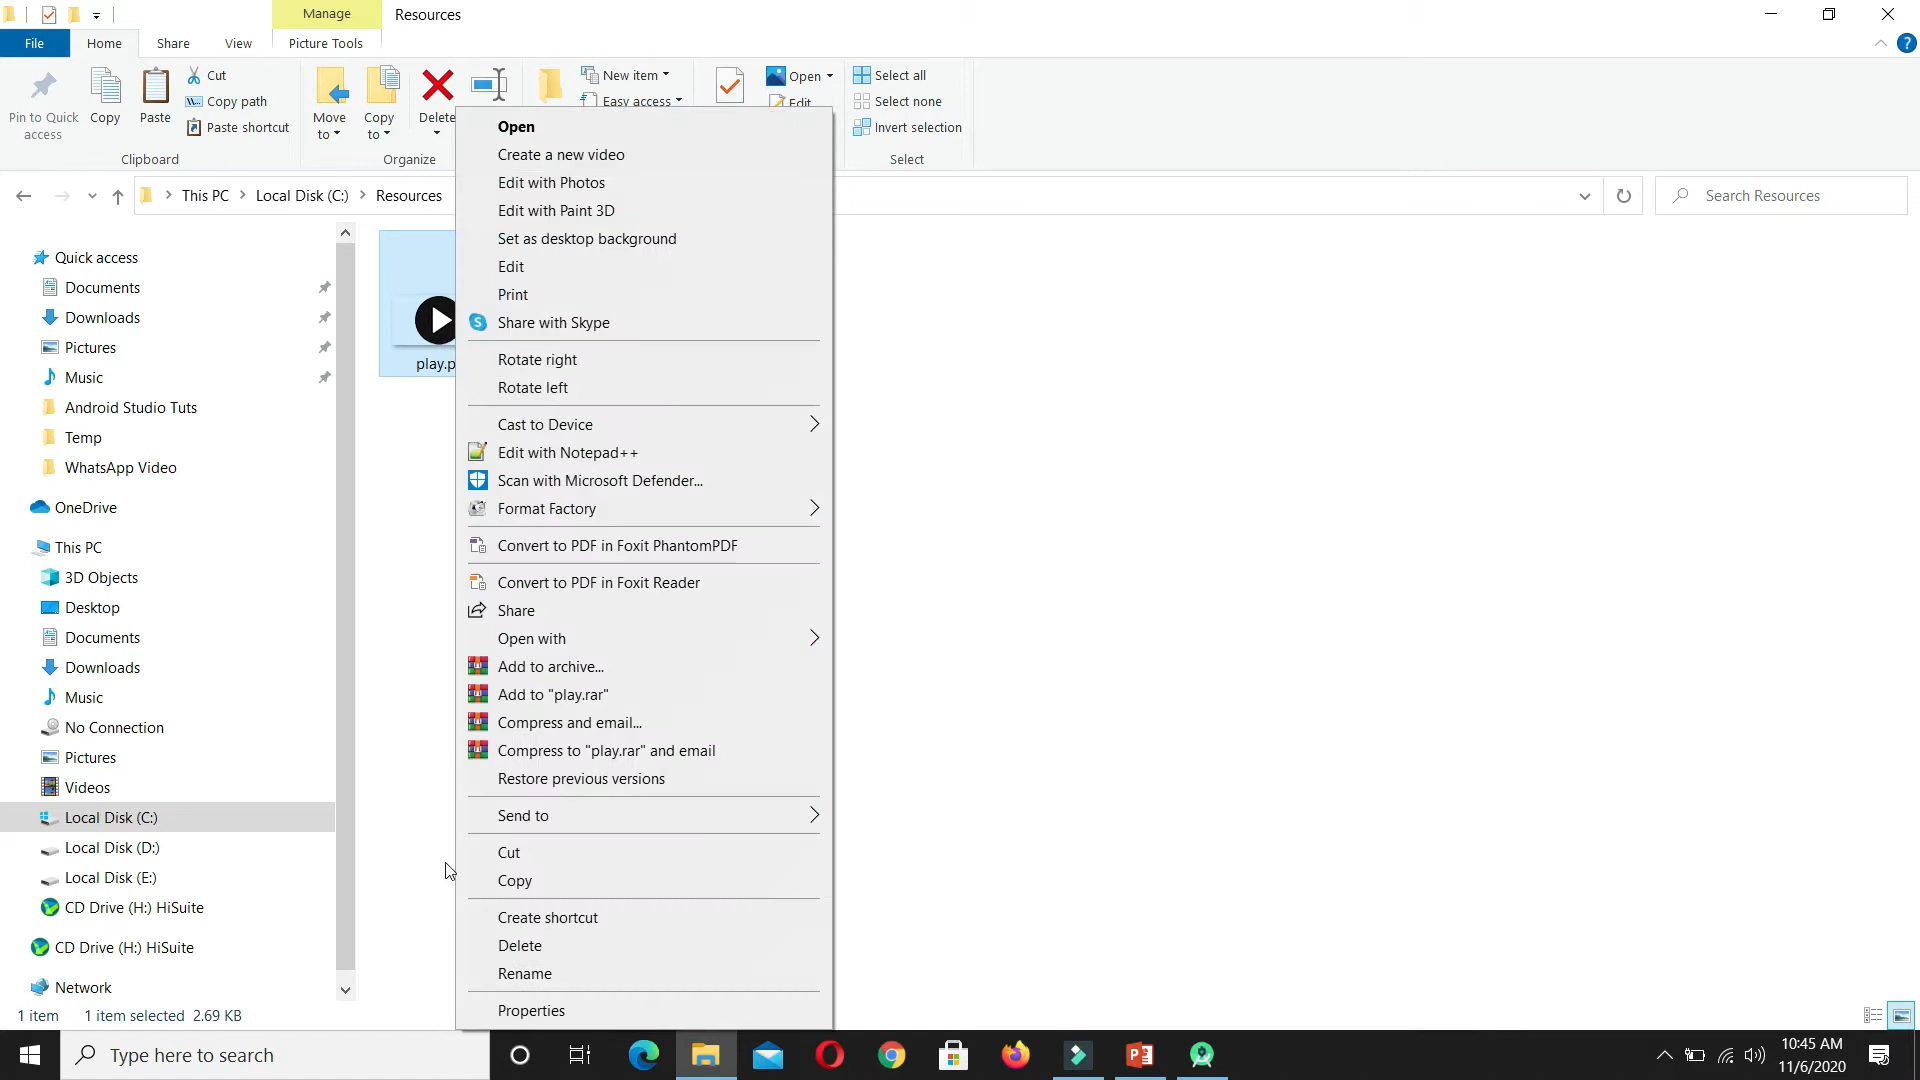 Manage
Resources
File
Home
Share
View
Picture Tools
Pin to Quick
access
Copy
Paste
Cut
Copy path
Paste shortcut
Clipboard
Move
to
Copy
to
Delete
Organize
New item
Easy access
Open
Edit
Select all
Select none
Invert selection
Select
This PC
Local Disk (C:)
Resources
Search Resources
Quick access
Documents
Downloads
Pictures
Music
Android Studio Tuts
Temp
WhatsApp Video
OneDrive
This PC
3D Objects
Desktop
Documents
Downloads
Music
No Connection
Pictures
Videos
Local Disk (C:)
Local Disk (D:)
Local Disk (E:)
CD Drive (H:) HiSuite
CD Drive (H:) HiSuite
Network
play.p
Open
Create a new video
Edit with Photos
Edit with Paint 3D
Set as desktop background
Edit
Print
Share with Skype
Rotate right
Rotate left
Cast to Device
Edit with Notepad++
Scan with Microsoft Defender...
Format Factory
Convert to PDF in Foxit PhantomPDF
Convert to PDF in Foxit Reader
Share
Open with
Add to archive...
Add to "play.rar"
Compress and email...
Compress to "play.rar" and email
Restore previous versions
Send to
Cut
Copy
Create shortcut
Delete
Rename
Properties
1 item
1 item selected 2.69 KB
Type here to search
10:45 AM
11/6/2020